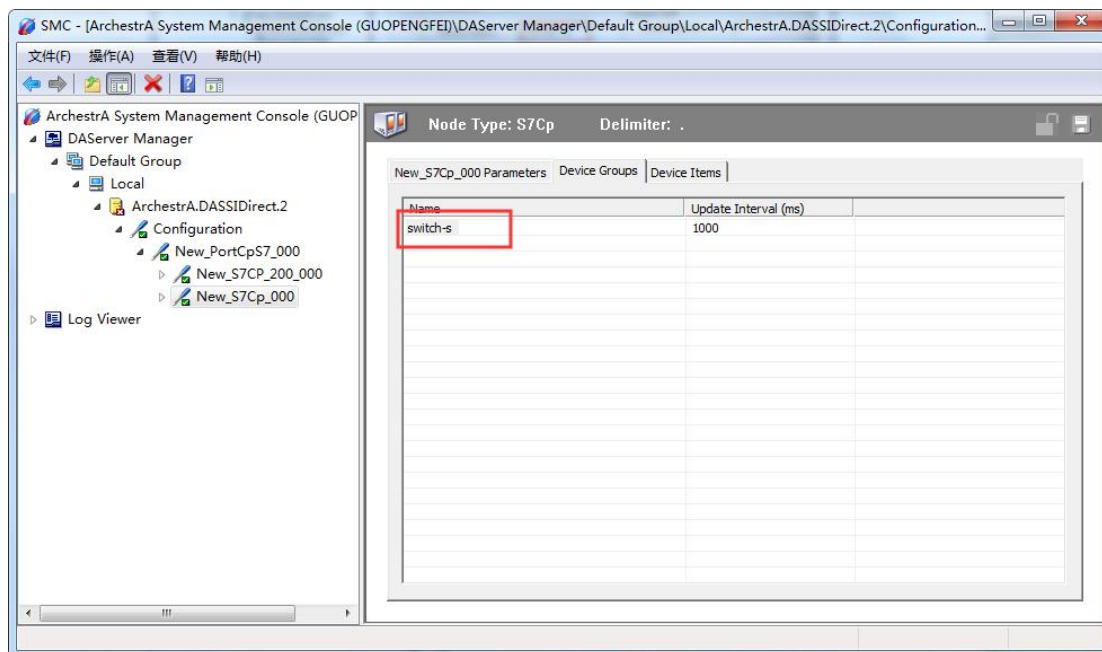 SMC - [ArchestrA System Management Console (GUOPENGFEI)\DAServer Manager\Default Group\Local\ArchestrA.DASSIDirect.2\Configuration...
文件(F) 操作(A) 查看(V) 帮助(H)
ArchestrA System Management Console (GUOP
DAServer Manager
Default Group
Local
ArchestrA.DASSIDirect.2
Configuration
New_PortCpS7_000
New_S7CP_200_000
New_S7Cp_000
Log Viewer
Node Type: S7Cp Delimiter: .
New_S7Cp_000 Parameters Device Groups Device Items
Name Update Interval (ms)
switch-s 1000